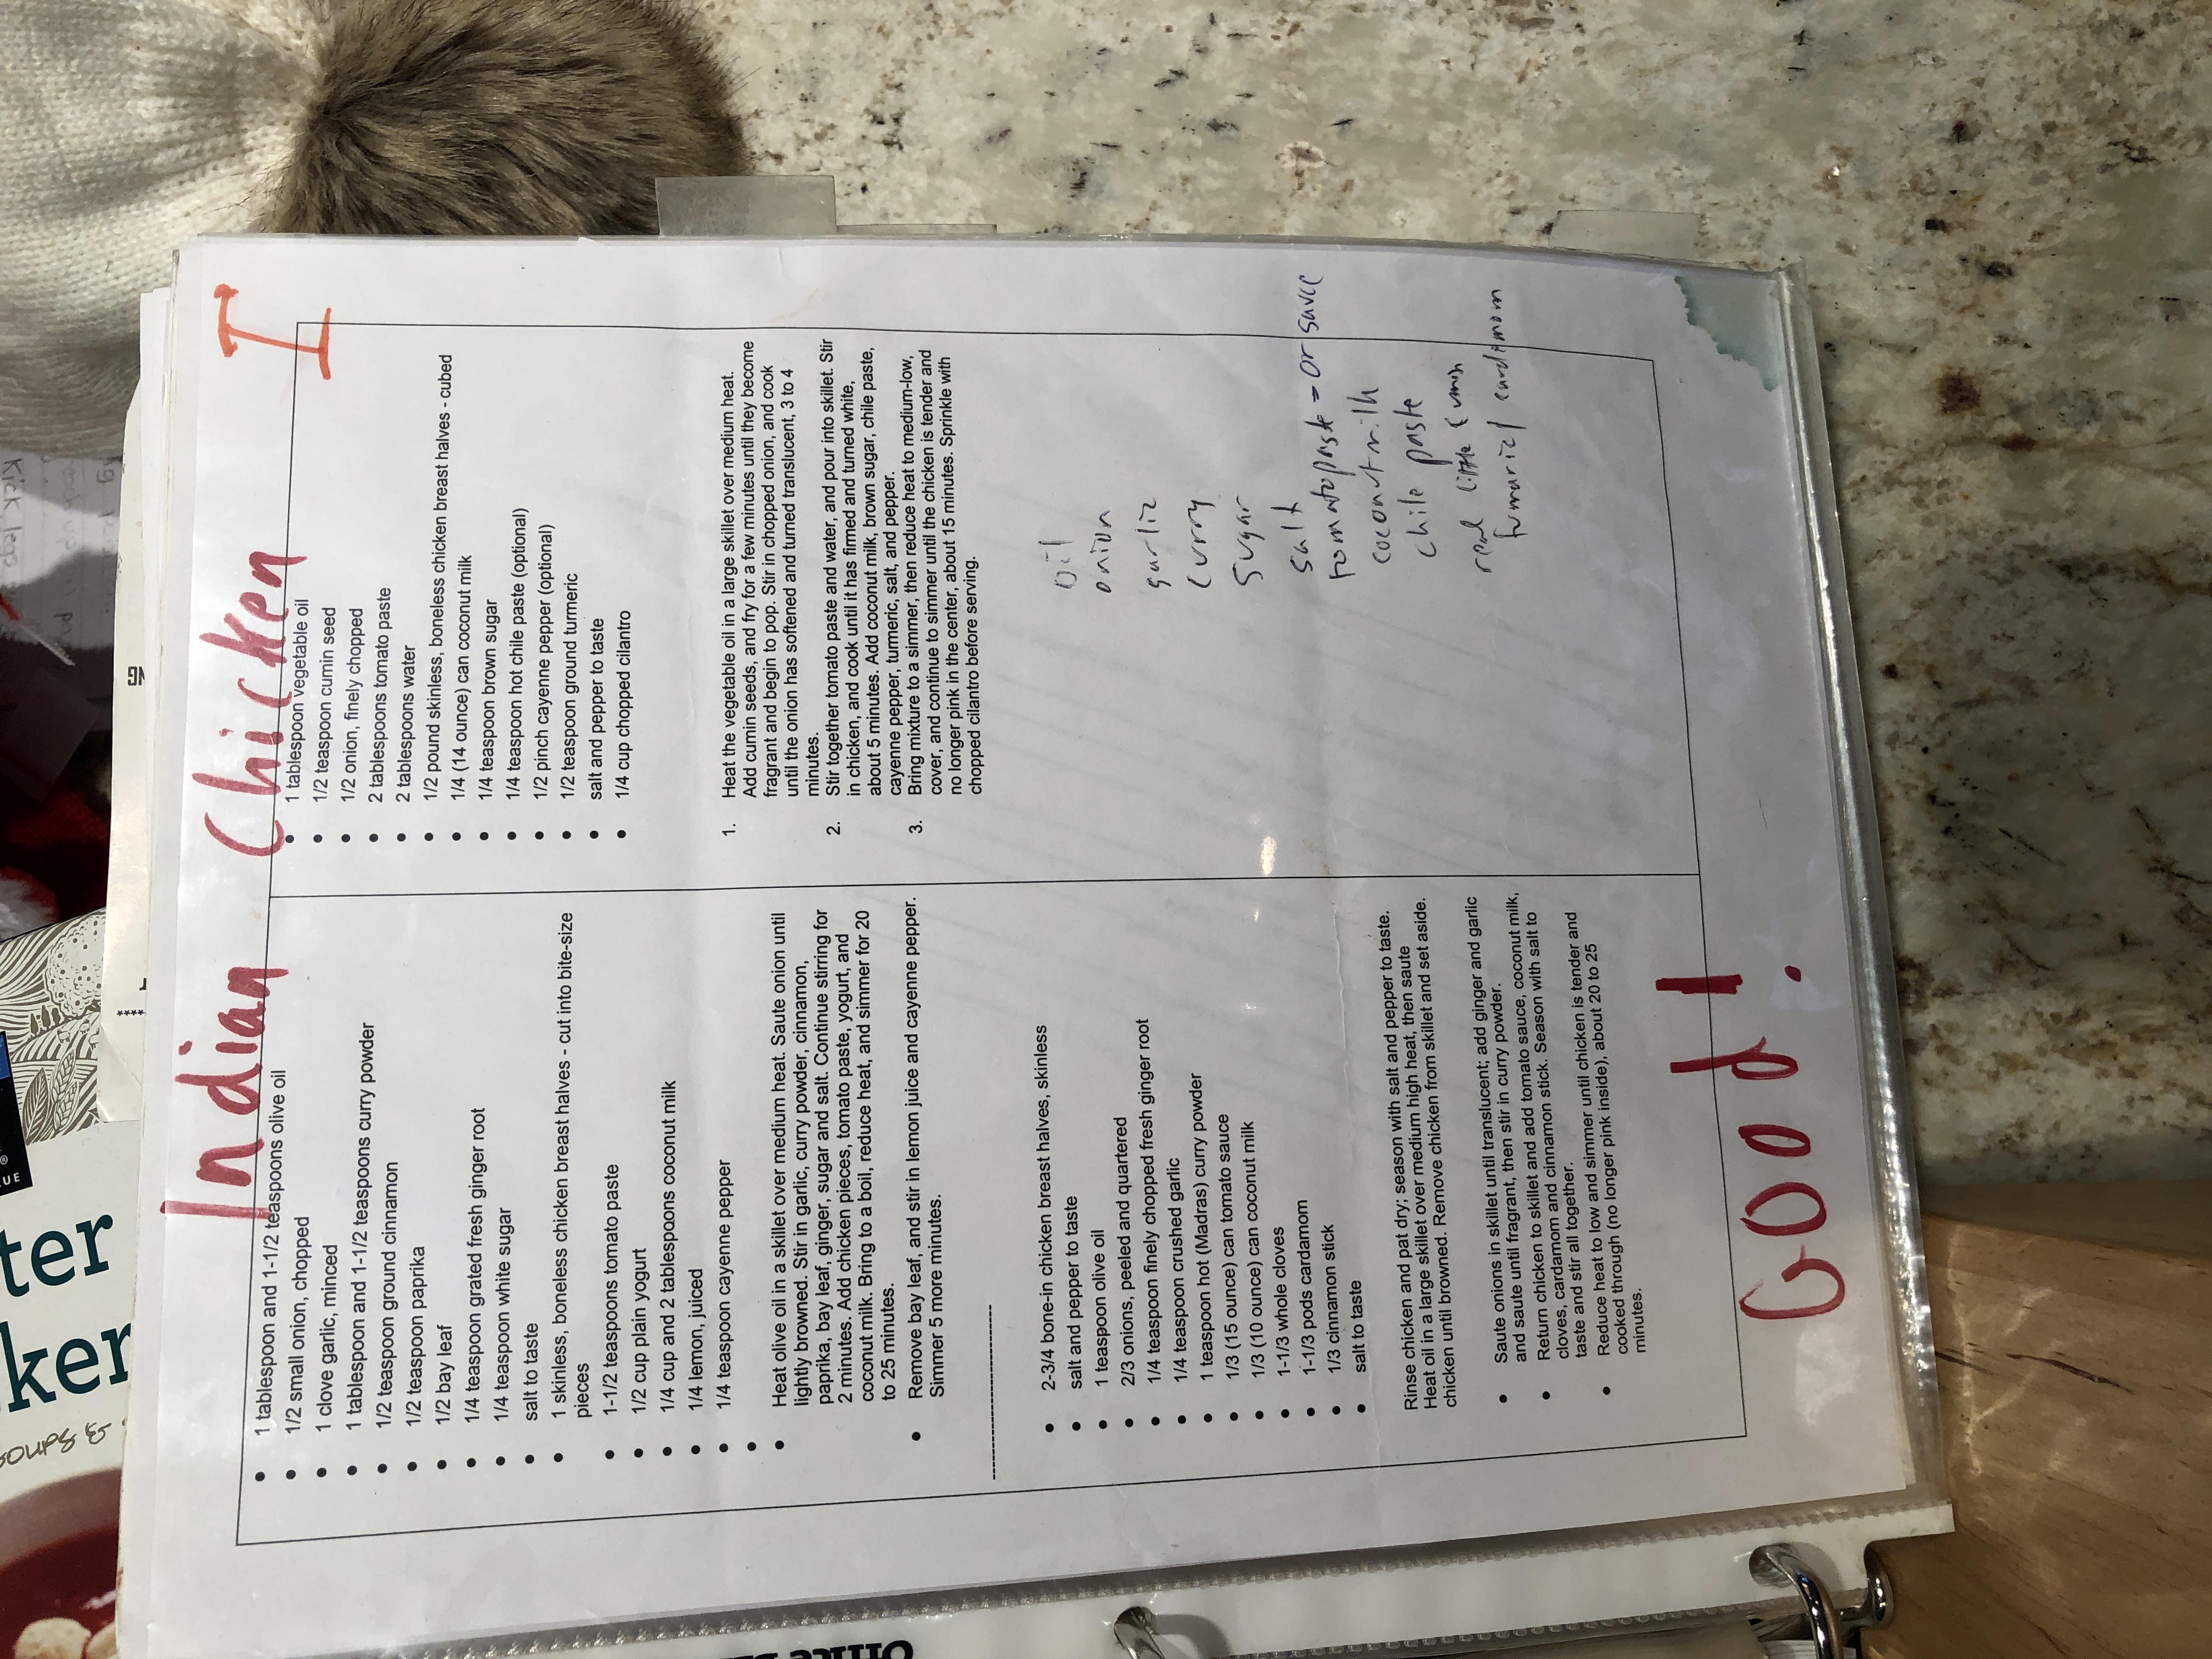 Indian Chicken I
1 tablespoon and 1-1/2 teaspoons olive oil
1/2 small onion, chopped
1 clove garlic, minced
1 tablespoon and 1-1/2 teaspoons curry powder
1/2 teaspoon ground cinnamon
1/2 teaspoon paprika
1/2 bay leaf
1/4 teaspoon grated fresh ginger root
1/4 teaspoon white sugar
salt to taste
1 skinless, boneless chicken breast halves - cut into bite-size
pieces
1-1/2 teaspoons tomato paste
1/2 cup plain yogurt
1/4 cup and 2 tablespoons coconut milk
1/4 lemon, juiced
1/4 teaspoon cayenne pepper
Heat olive oil in a skillet over medium heat. Saute onion until
lightly browned. Stir in garlic, curry powder, cinnamon,
paprika, bay leaf, ginger, sugar and salt. Continue stirring for
2 minutes. Add chicken pieces, tomato paste, yogurt, and
coconut milk. Bring to a boil, reduce heat, and simmer for 20
to 25 minutes.
Remove bay leaf, and stir in lemon juice and cayenne pepper.
Simmer 5 more minutes.
--------------------------------
2-3/4 bone-in chicken breast halves, skinless
salt and pepper to taste
1 teaspoon olive oil
2/3 onions, peeled and quartered
1/4 teaspoon finely chopped fresh ginger root
1/4 teaspoon crushed garlic
1 teaspoon hot (Madras) curry powder
1/3 (15 ounce) can tomato sauce
1/3 (10 ounce) can coconut milk
1-1/3 whole cloves
1-1/3 pods cardamom
1/3 cinnamon stick
salt to taste
Rinse chicken and pat dry; season with salt and pepper to taste.
Heat oil in a large skillet over medium high heat, then saute
chicken until browned. Remove chicken from skillet and set aside.
Saute onions in skillet until translucent; add ginger and garlic
and saute until fragrant, then stir in curry powder.
Return chicken to skillet and add tomato sauce, coconut milk,
cloves, cardamom and cinnamon stick. Season with salt to
taste and stir all together.
Reduce heat to low and simmer until chicken is tender and
cooked through (no longer pink inside), about 20 to 25
minutes.
1 tablespoon vegetable oil
1/2 teaspoon cumin seed
1/2 onion, finely chopped
2 tablespoons tomato paste
2 tablespoons water
1/2 pound skinless, boneless chicken breast halves - cubed
1/4 (14 ounce) can coconut milk
1/4 teaspoon brown sugar
1/4 teaspoon hot chile paste (optional)
1/2 pinch cayenne pepper (optional)
1/2 teaspoon ground turmeric
salt and pepper to taste
1/4 cup chopped cilantro
1. Heat the vegetable oil in a large skillet over medium heat.
Add cumin seeds, and fry for a few minutes until they become
fragrant and begin to pop. Stir in chopped onion, and cook
until the onion has softened and turned translucent, 3 to 4
minutes.
2. Stir together tomato paste and water, and pour into skillet. Stir
in chicken, and cook until it has firmed and turned white,
about 5 minutes. Add coconut milk, brown sugar, chile paste,
cayenne pepper, turmeric, salt, and pepper.
3. Bring mixture to a simmer, then reduce heat to medium-low,
cover, and continue to simmer until the chicken is tender and
no longer pink in the center, about 15 minutes. Sprinkle with
chopped cilantro before serving.
oil
onion
garlic
curry
sugar
salt
tomato paste - or sauce
coconut milk
chile paste
real little cumin
tumaric/cardimom
Good!
ter
ker
OUPS &
UE
Office
Kick legs